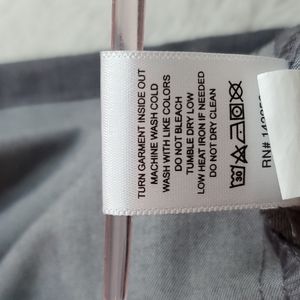 TURN GARMENT INSIDE OUT
MACHINE WASH COLD
WASH WITH LIKE COLORS
DO NOT BLEACH
TUMBLE DRY LOW
LOW HEAT IRON IF NEEDED
DO NOT DRY CLEAN
30
RN#